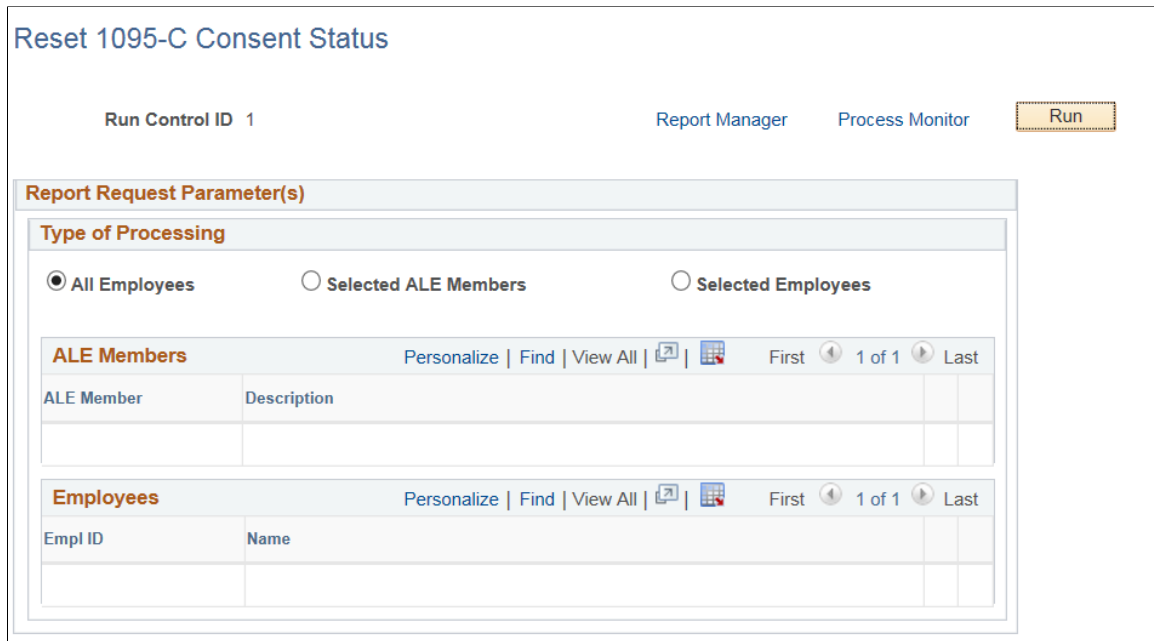 Reset 1095-C Consent Status
Run Control ID 1 Report Manager Process Monitor Run
Report Request Parameter(s)
Type of Processing
All Employees Selected ALE Members Selected Employees
ALE Members Personalize | Find | View All | | First 1 of 1 Last
ALE Member Description
Employees Personalize | Find | View All | | First 1 of 1 Last
Empl ID Name